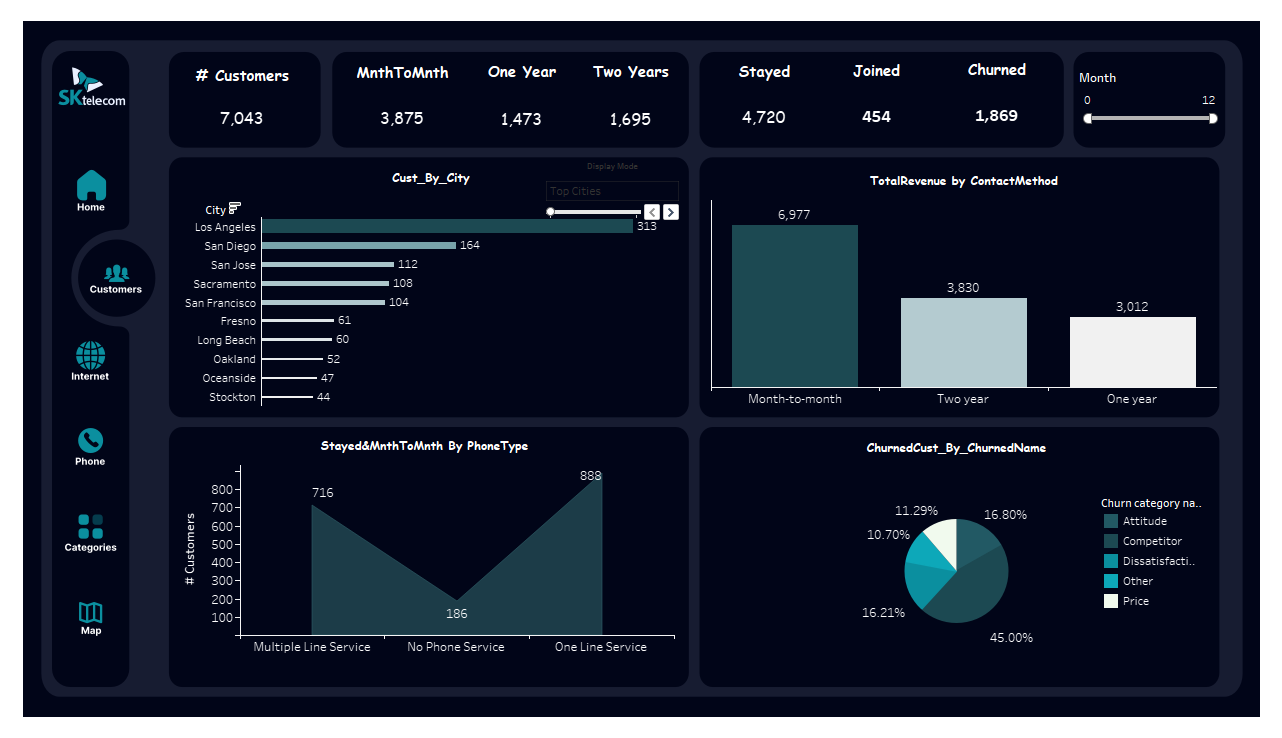 SKtelecom
Home
Customers
Internet
Phone
Categories
Map
# Customers
7,043
MnthToMnth One Year Two Years
3,875 1,473 1,695
Stayed Joined Churned
4,720 454 1,869
Month
0 12
Cust_By_City
Display Mode
Top Cities
City
Los Angeles 313
San Diego 164
San Jose 112
Sacramento 108
San Francisco 104
Fresno 61
Long Beach 60
Oakland 52
Oceanside 47
Stockton 44
TotalRevenue by ContactMethod
6,977
3,830
3,012
Month-to-month Two year One year
Stayed&MnthToMnth By PhoneType
# Customers
800
700
600
500
400
300
200
100
716
186
888
Multiple Line Service No Phone Service One Line Service
ChurnedCust_By_ChurnedName
11.29% 16.80%
10.70%
16.21%
45.00%
Churn category na..
Attitude
Competitor
Dissatisfacti..
Other
Price